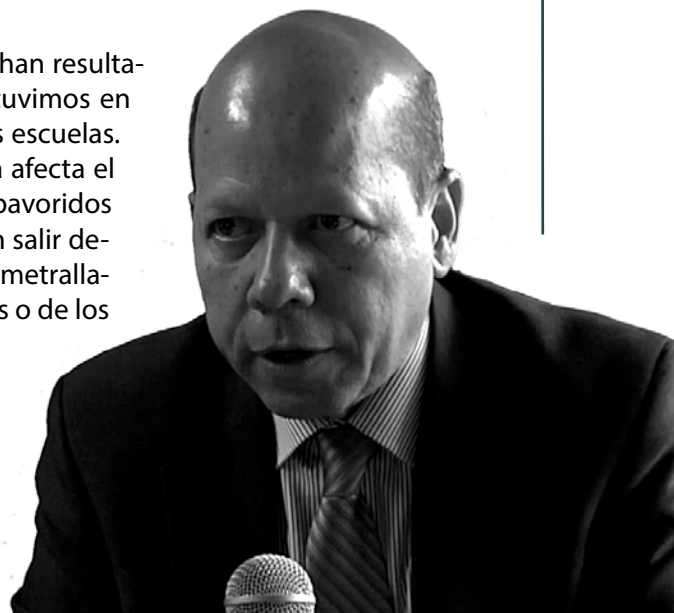 han resulta-
tuvimos en
s escuelas.
afecta el
pavoridos
salir de-
metralla-
s o de los